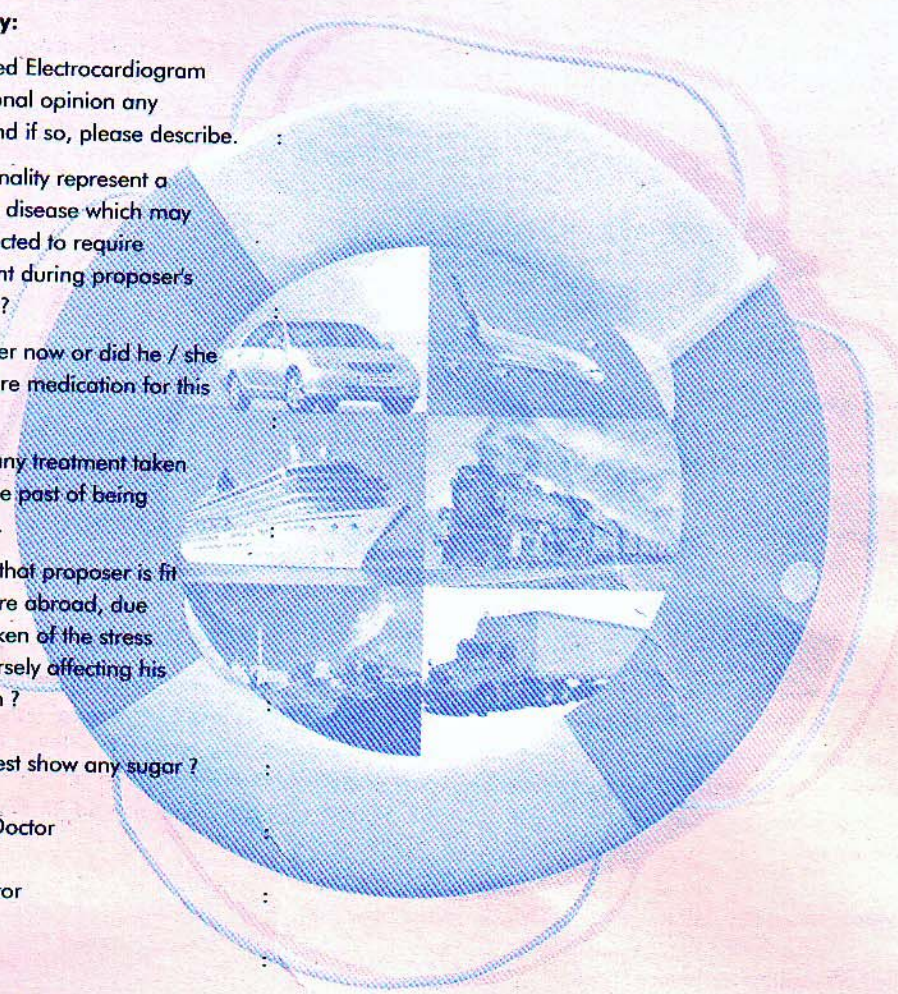 y:
ed Electrocardiogram
onal opinion any
nd if so, please describe. :
nality represent a
disease which may
cted to require
nt during proposer's
? :
er now or did he / she
re medication for this
:
any treatment taken
e past of being
. :
that proposer is fit
re abroad, due
ken of the stress
rsely affecting his
n ? :
est show any sugar ? :
Doctor :
or :
: